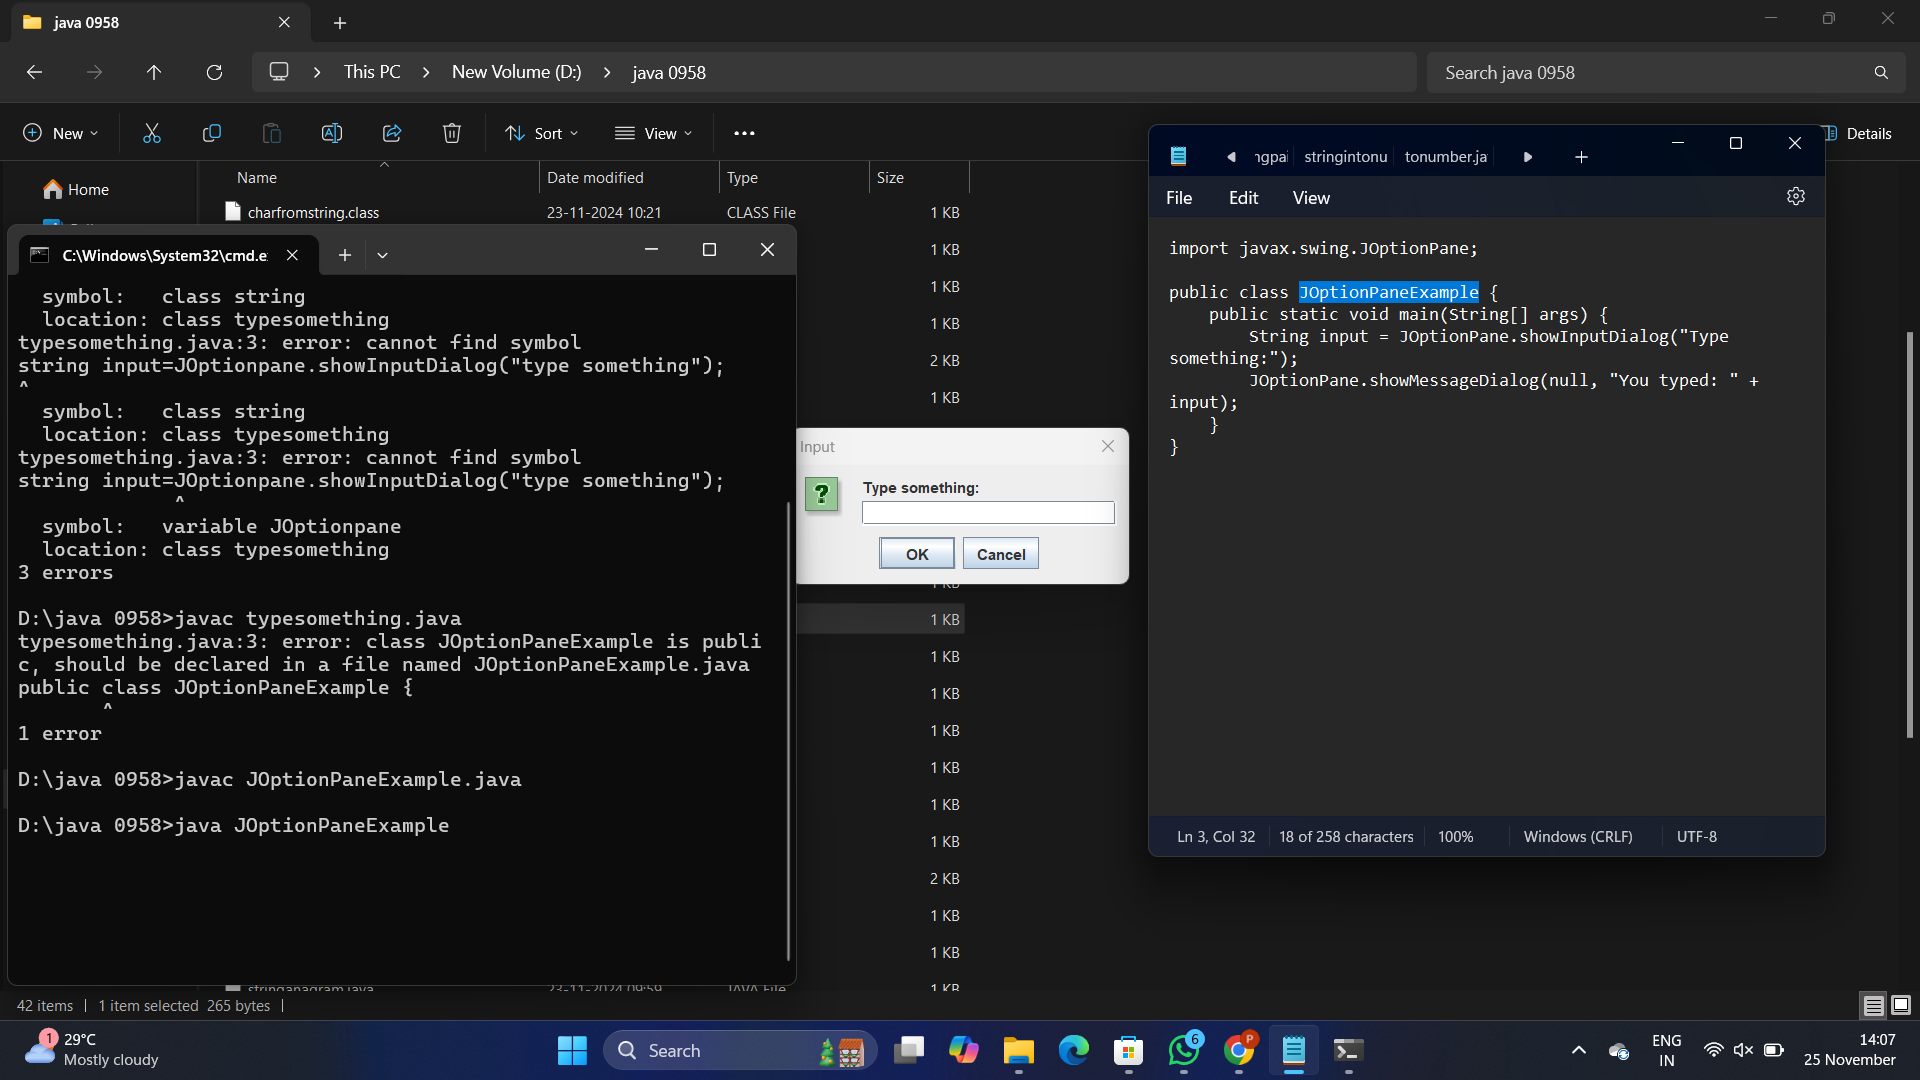 java 0958
This PC
New Volume (D:)
java 0958
Search java 0958
New
Sort
View
Details
Name
Date modified
Type
Size
Home
charfromstring.class
23-11-2024 10:21
CLASS File
1 KB
1 KB
1 KB
1 KB
2 KB
1 KB
C:\Windows\System32\cmd.e
symbol:   class string
location: class typesomething
typesomething.java:3: error: cannot find symbol
string input=JOptionpane.showInputDialog("type something");
^
symbol:   class string
location: class typesomething
typesomething.java:3: error: cannot find symbol
string input=JOptionpane.showInputDialog("type something");
^
symbol:   variable JOptionpane
location: class typesomething
3 errors
D:\java 0958>javac typesomething.java
typesomething.java:3: error: class JOptionPaneExample is publi
c, should be declared in a file named JOptionPaneExample.java
public class JOptionPaneExample {
^
1 error
D:\java 0958>javac JOptionPaneExample.java
D:\java 0958>java JOptionPaneExample
Input
?
Type something:
OK
Cancel
1 KB
1 KB
1 KB
1 KB
1 KB
1 KB
1 KB
1 KB
2 KB
1 KB
1 KB
stringanagram.java
23-11-2024 09:59
JAVA File
1 KB
ngpai
stringintonu
tonumber.ja
File
Edit
View
import javax.swing.JOptionPane;
public class JOptionPaneExample {
public static void main(String[] args) {
String input = JOptionPane.showInputDialog("Type
something:");
JOptionPane.showMessageDialog(null, "You typed: " +
input);
}
}
Ln 3, Col 32
18 of 258 characters
100%
Windows (CRLF)
UTF-8
42 items
1 item selected
265 bytes
1
29°C
Mostly cloudy
Search
6
P
ENG
IN
14:07
25 November